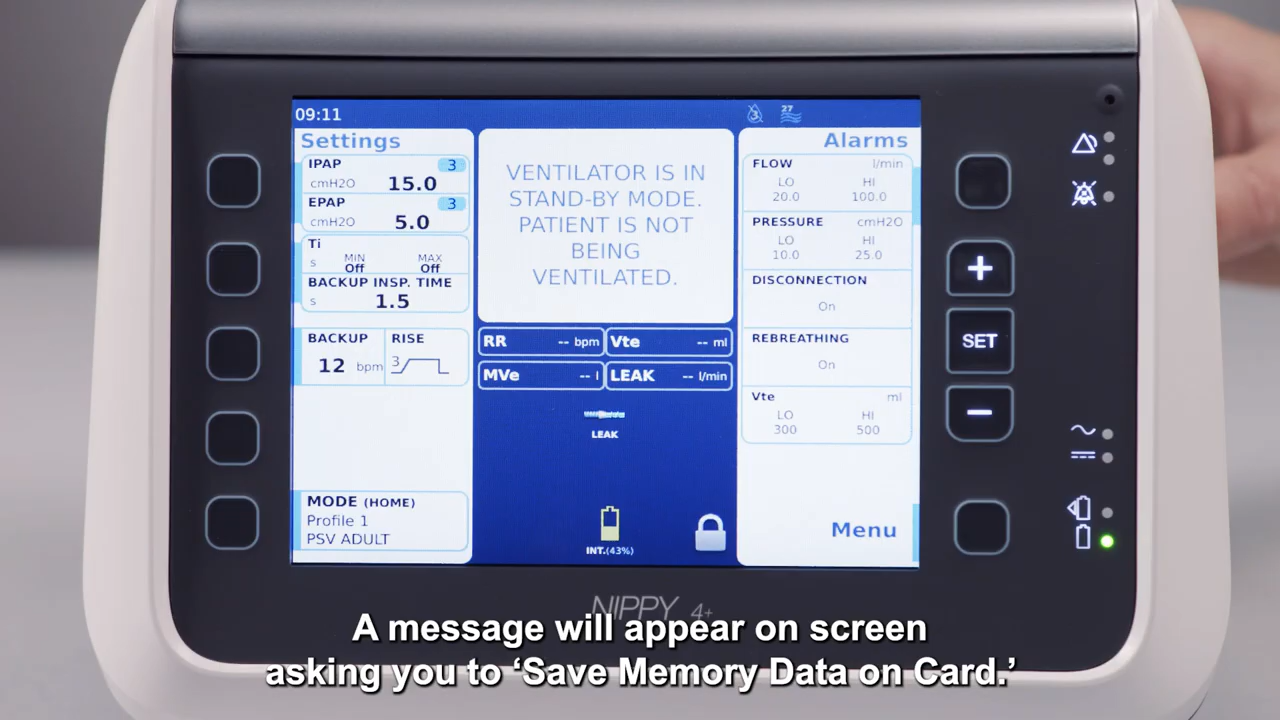 09:11
27
3
Settings
IPAP 3
cmH2O 15.0
EPAP 3
cmH2O 5.0
Ti
s MIN MAX
Off Off
BACKUP INSP. TIME
s 1.5
BACKUP RISE
12 bpm 3
MODE (HOME)
Profile 1
PSV ADULT
VENTILATOR IS IN
STAND-BY MODE.
PATIENT IS NOT
BEING
VENTILATED.
RR -- bpm Vte -- ml
MVe -- l LEAK -- l/min
LEAK
INT.(43%)
Alarms
FLOW l/min
LO HI
20.0 100.0
PRESSURE cmH2O
LO HI
10.0 25.0
DISCONNECTION
On
REBREATHING
On
Vte ml
LO HI
300 500
Menu
+
SET
−
NIPPY 4+
A message will appear on screen
asking you to ‘Save Memory Data on Card.’